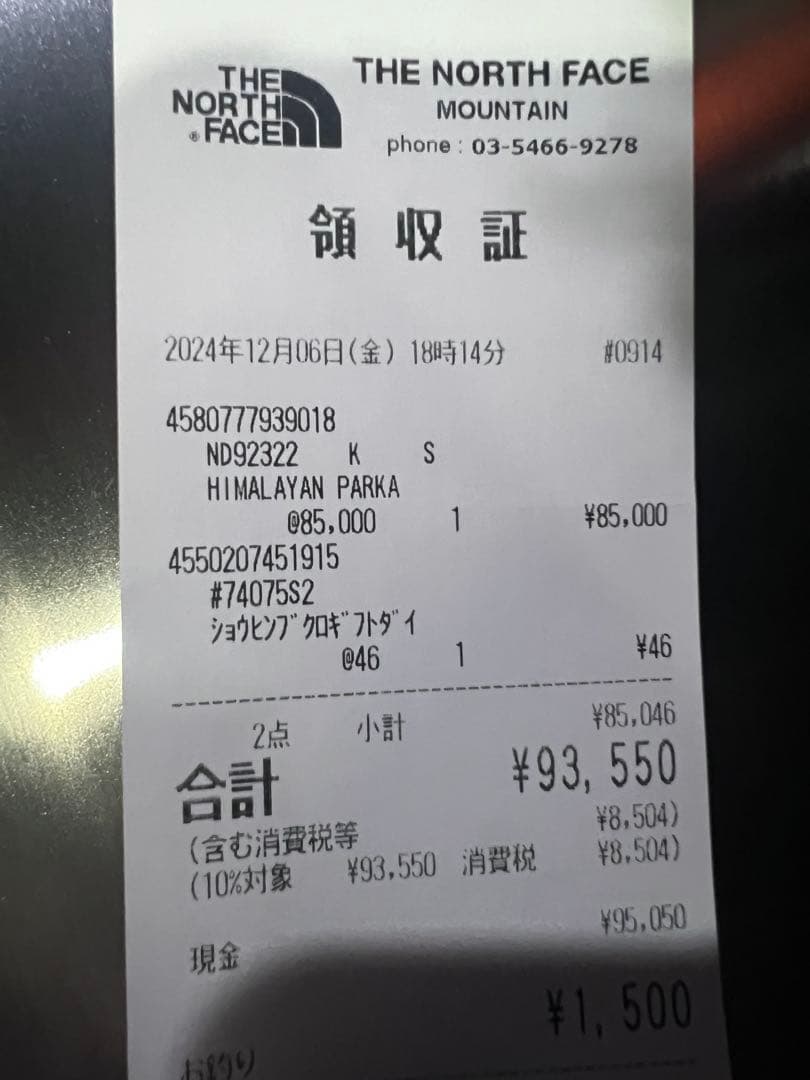 THE
NORTH
FACE
®
THE NORTH FACE
MOUNTAIN
phone : 03-5466-9278
領収証
2024年12月06日(金) 18時14分 #0914
4580777939018
ND92322 K S
HIMALAYAN PARKA
@85,000 1 ¥85,000
4550207451915
#74075S2
ｼｮｳﾋﾝﾌﾞｸﾛｷﾞﾌﾄﾀﾞｲ
@46 1 ¥46
2点 小計 ¥85,046
合計 ¥93,550
(含む消費税等 ¥8,504)
(10%対象 ¥93,550 消費税 ¥8,504)
現金 ¥95,050
お釣り ¥1,500